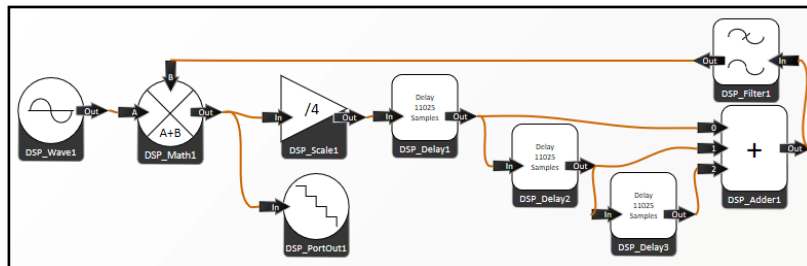 B
Out
In
DSP_Filter1
Out
A
A+B
Out
DSP_Wave1
DSP_Math1
In
/4
Out
DSP_Scale1
In
Delay
11025
Samples
Out
DSP_Delay1
In
Delay
11025
Samples
Out
DSP_Delay2
In
Delay
11025
Samples
Out
DSP_Delay3
0
1
2
+
Out
DSP_Adder1
In
DSP_PortOut1